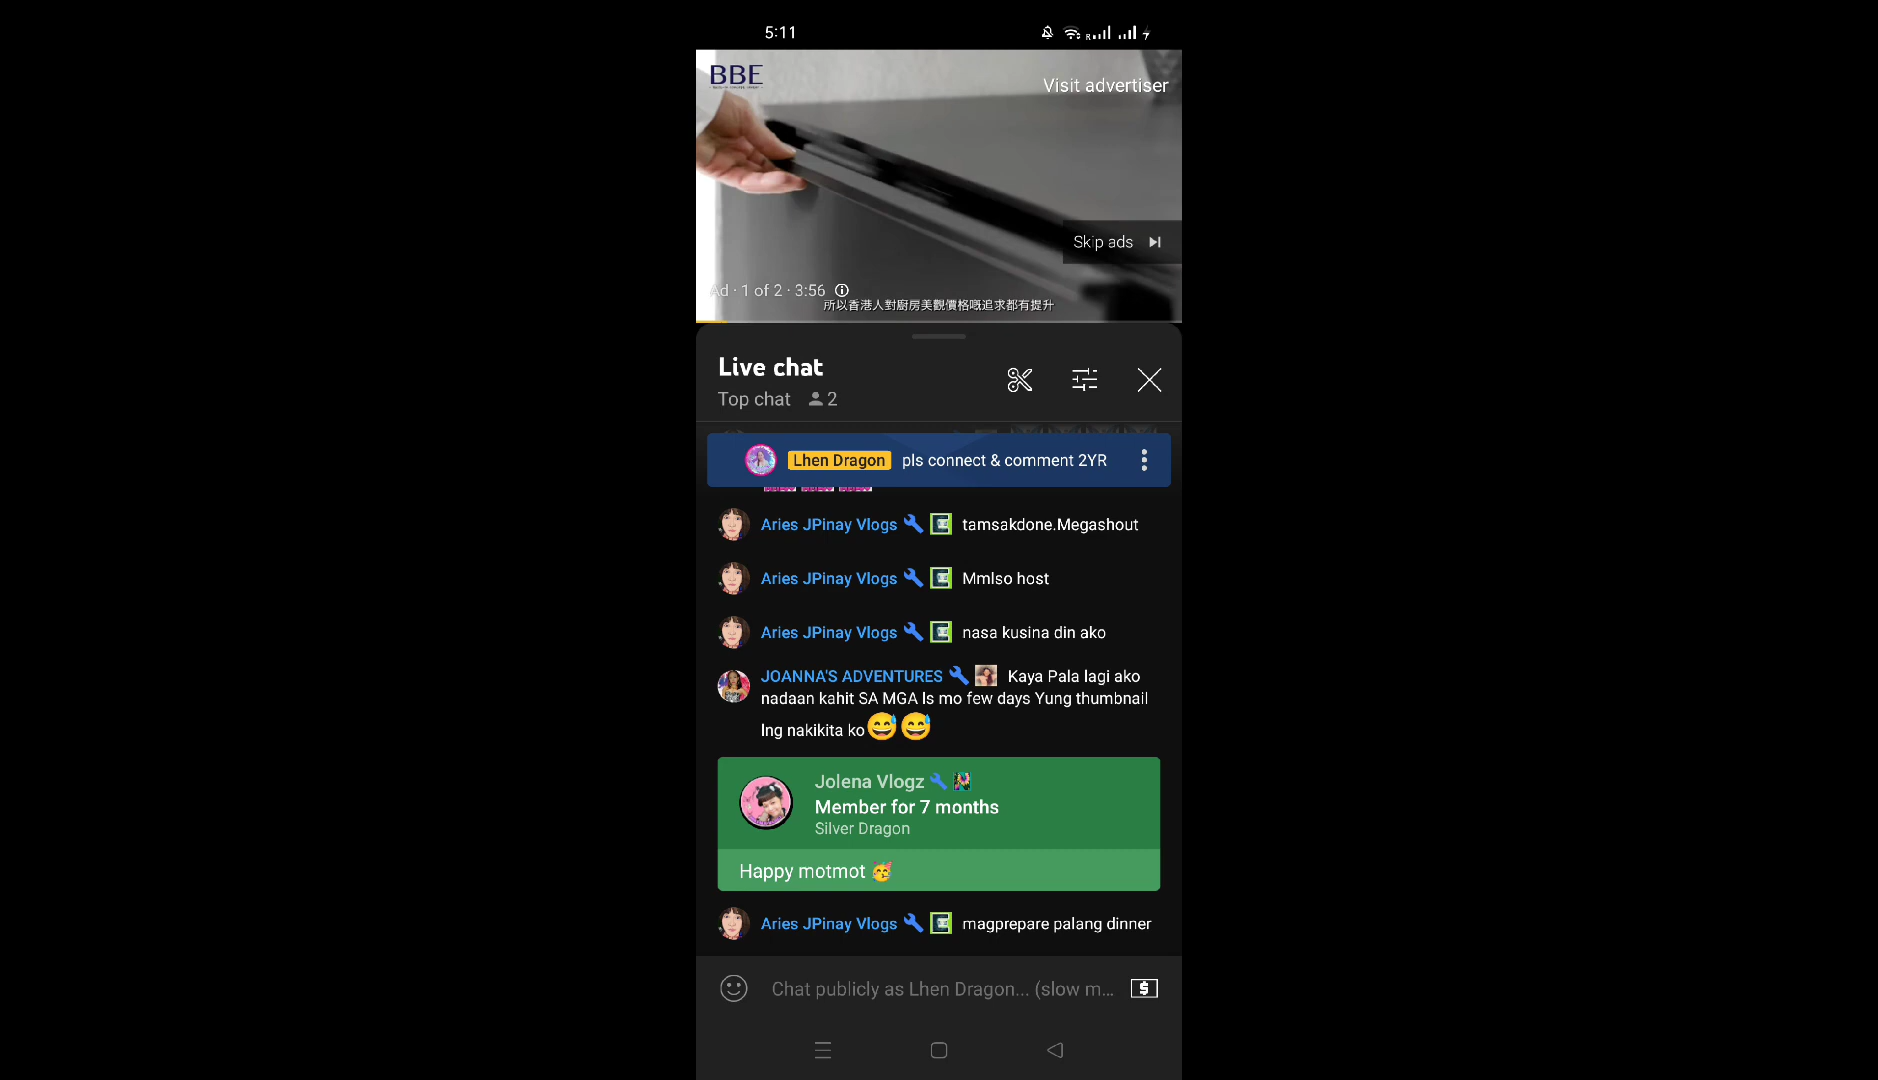 5:11
BBE
Visit advertiser
Skip ads
Ad · 1 of 2 · 3:56
所以香港人對廚房美觀價格嘅追求都有提升
Live chat
Top chat 2
Lhen Dragon pls connect & comment 2YR
Aries JPinay Vlogs tamsakdone.Megashout
Aries JPinay Vlogs Mmlso host
Aries JPinay Vlogs nasa kusina din ako
JOANNA'S ADVENTURES Kaya Pala lagi ako
nadaan kahit SA MGA ls mo few days Yung thumbnail
lng nakikita ko😅😅
Jolena Vlogz
Member for 7 months
Silver Dragon
Happy motmot 🥳
Aries JPinay Vlogs magprepare palang dinner
Chat publicly as Lhen Dragon... (slow m...